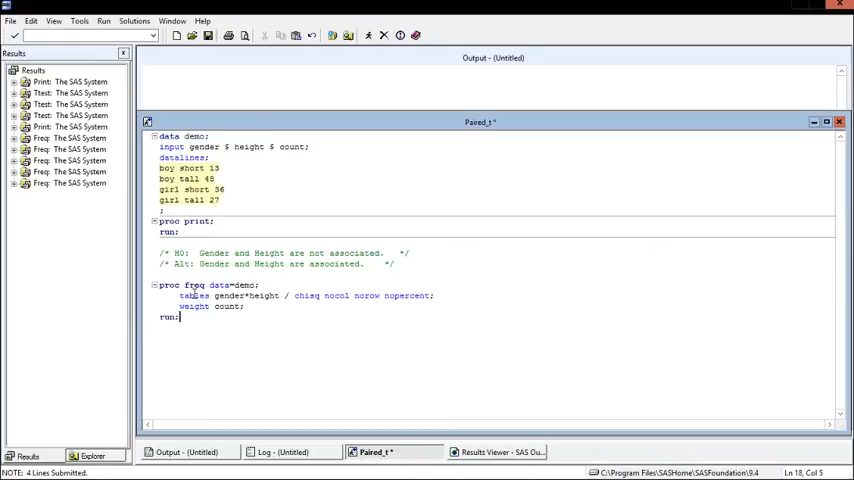 File Edit View Tools Run Solutions Window Help
Results
Output - (Untitled)
Results
Print: The SAS System
Ttest: The SAS System
Ttest: The SAS System
Ttest: The SAS System
Print: The SAS System
Freq: The SAS System
Freq: The SAS System
Freq: The SAS System
Freq: The SAS System
Freq: The SAS System
Paired_t *
data demo;
input gender $ height $ count;
datalines;
boy short 13
boy tall 48
girl short 36
girl tall 27
;
proc print;
run;
/* H0: Gender and Height are not associated. */
/* Alt: Gender and Height are associated. */
proc freq data=demo;
tables gender*height / chisq nocol norow nopercent;
weight count;
run;
Results
Explorer
Output - (Untitled)
Log - (Untitled)
Paired_t *
Results Viewer - SAS Ou...
NOTE: 4 Lines Submitted.
C:\Program Files\SASHome\SASFoundation\9.4
Ln 18, Col 5